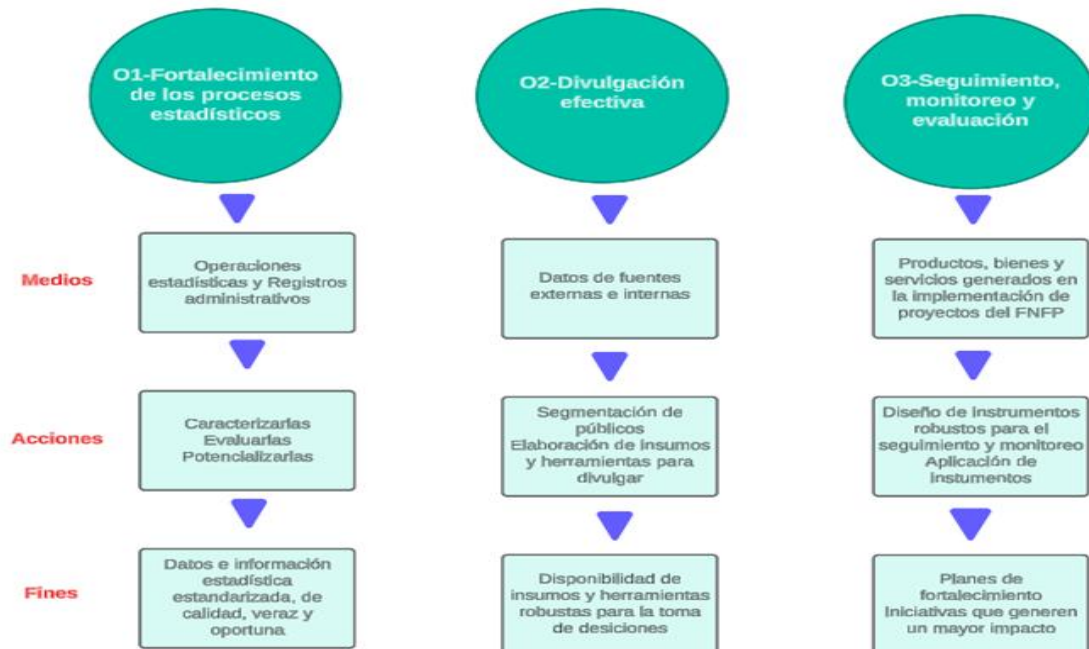 O1-Fortalecimiento
de los procesos
estadísticos
O2-Divulgación
efectiva
O3-Seguimiento,
monitoreo y
evaluación
Medios
Operaciones
estadísticas y Registros
administrativos
Datos de fuentes
externas e internas
Productos, bienes y
servicios generados en
la implementación de
proyectos del FNFP
Acciones
Caracterizarlas
Evaluarlas
Potencializarlas
Segmentación de
públicos
Elaboración de insumos
y herramientas para
divulgar
Diseño de instrumentos
robustos para el
seguimiento y monitoreo
Aplicación de
instumentos
Fines
Datos e información
estadística
estandarizada, de
calidad, veraz y
oportuna
Disponibilidad de
insumos y herramientas
robustas para la toma
de desiciones
Planes de
fortalecimiento
Iniciativas que generen
un mayor impacto